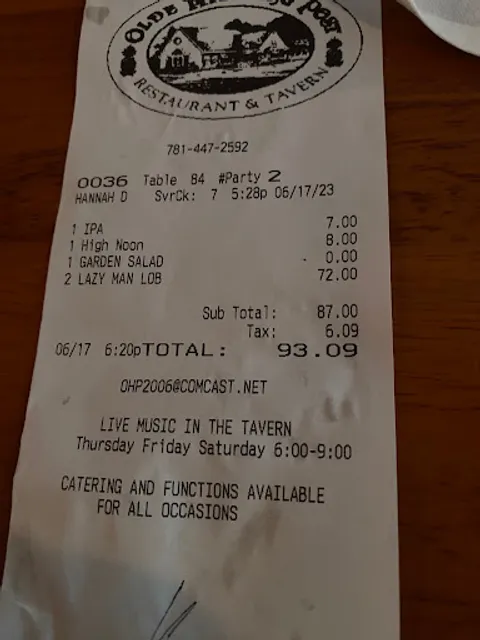 OLDE
POST
RESTAURANT & TAVERN
781-447-2592
0036 Table 84 #Party 2
HANNAH D SvrCk: 7 5:28p 06/17/23
1 IPA 7.00
1 High Noon 8.00
1 GARDEN SALAD 0.00
2 LAZY MAN LOB 72.00
Sub Total: 87.00
Tax: 6.09
06/17 6:20pTOTAL: 93.09
OHP2006@COMCAST.NET
LIVE MUSIC IN THE TAVERN
Thursday Friday Saturday 6:00-9:00
CATERING AND FUNCTIONS AVAILABLE
FOR ALL OCCASIONS